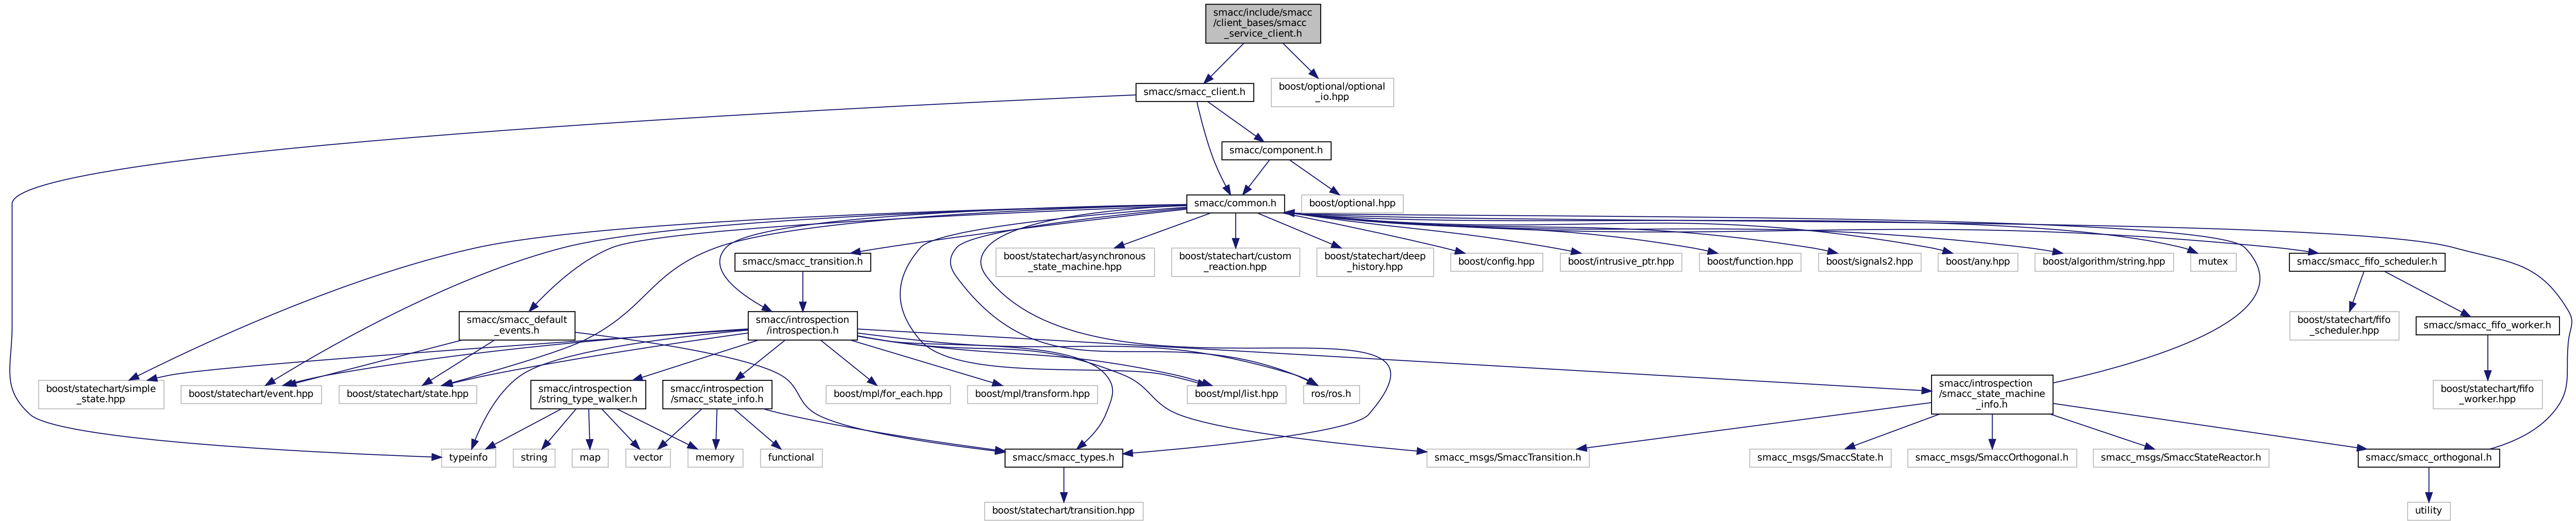 smacc/include/smacc
/client_bases/smacc
_service_client.h
smacc/smacc_client.h
boost/optional/optional
_io.hpp
smacc/component.h
smacc/common.h
boost/optional.hpp
smacc/smacc_transition.h
boost/statechart/asynchronous
_state_machine.hpp
boost/statechart/custom
_reaction.hpp
boost/statechart/deep
_history.hpp
boost/config.hpp
boost/intrusive_ptr.hpp
boost/function.hpp
boost/signals2.hpp
boost/any.hpp
boost/algorithm/string.hpp
mutex
smacc/smacc_fifo_scheduler.h
smacc/smacc_default
_events.h
smacc/introspection
/introspection.h
boost/statechart/fifo
_scheduler.hpp
smacc/smacc_fifo_worker.h
boost/statechart/simple
_state.hpp
boost/statechart/event.hpp
boost/statechart/state.hpp
smacc/introspection
/string_type_walker.h
smacc/introspection
/smacc_state_info.h
boost/mpl/for_each.hpp
boost/mpl/transform.hpp
boost/mpl/list.hpp
ros/ros.h
smacc/introspection
/smacc_state_machine
_info.h
boost/statechart/fifo
_worker.hpp
typeinfo
string
map
vector
memory
functional
smacc/smacc_types.h
smacc_msgs/SmaccTransition.h
smacc_msgs/SmaccState.h
smacc_msgs/SmaccOrthogonal.h
smacc_msgs/SmaccStateReactor.h
smacc/smacc_orthogonal.h
boost/statechart/transition.hpp
utility